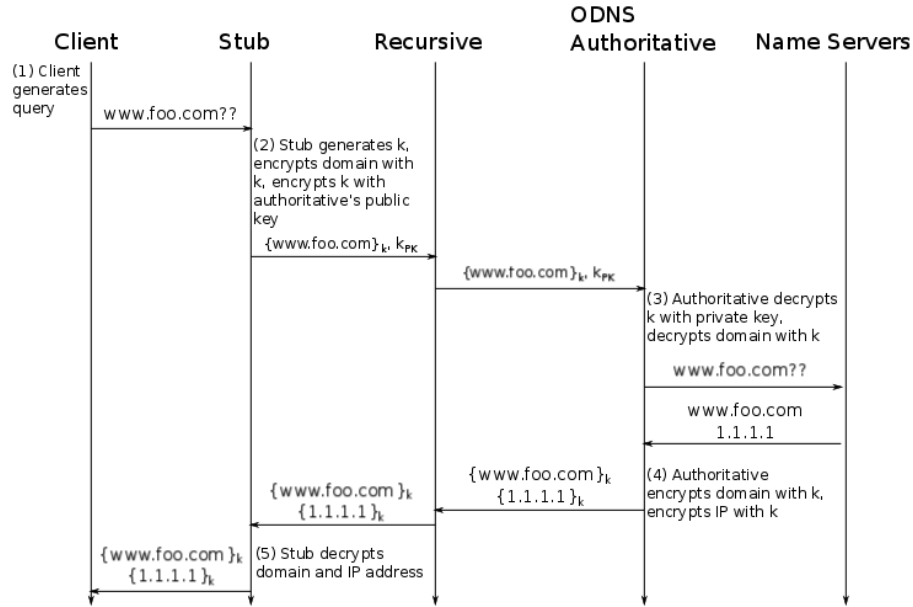 Client
Stub
Recursive
ODNS
Authoritative
Name Servers
(1) Client
generates
query
www.foo.com??
(2) Stub generates k,
encrypts domain with
k, encrypts k with
authoritative's public
key
{www.foo.com}k, kPK
{www.foo.com}k, kPK
(3) Authoritative decrypts
k with private key,
decrypts domain with k
www.foo.com??
www.foo.com
1.1.1.1
(4) Authoritative
encrypts domain with k,
encrypts IP with k
{www.foo.com}k
{1.1.1.1}k
{www.foo.com}k
{1.1.1.1}k
(5) Stub decrypts
domain and IP address
{www.foo.com}k
{1.1.1.1}k